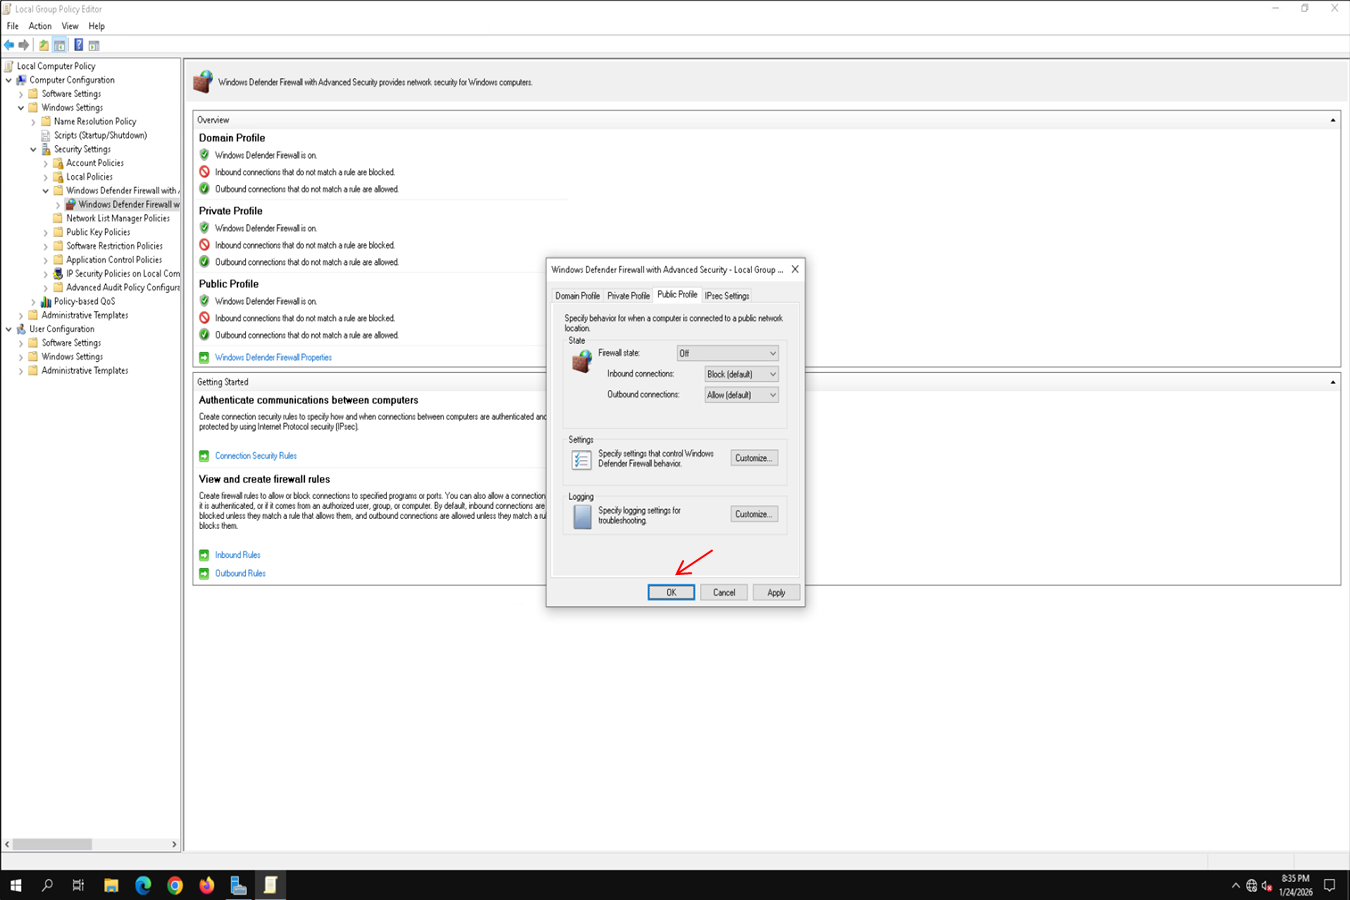 Local Group Policy Editor
File Action View Help
Local Computer Policy
Computer Configuration
Software Settings
Windows Settings
Name Resolution Policy
Scripts (Startup/Shutdown)
Security Settings
Account Policies
Local Policies
Windows Defender Firewall with A
Windows Defender Firewall w
Network List Manager Policies
Public Key Policies
Software Restriction Policies
Application Control Policies
IP Security Policies on Local Com
Advanced Audit Policy Configura
Policy-based QoS
Administrative Templates
User Configuration
Software Settings
Windows Settings
Administrative Templates
Windows Defender Firewall with Advanced Security provides network security for Windows computers.
Overview
Domain Profile
Windows Defender Firewall is on.
Inbound connections that do not match a rule are blocked.
Outbound connections that do not match a rule are allowed.
Private Profile
Windows Defender Firewall is on.
Inbound connections that do not match a rule are blocked.
Outbound connections that do not match a rule are allowed.
Public Profile
Windows Defender Firewall is on.
Inbound connections that do not match a rule are blocked.
Outbound connections that do not match a rule are allowed.
Windows Defender Firewall Properties
Getting Started
Authenticate communications between computers
Create connection security rules to specify how and when connections between computers are authenticated and
protected by using Internet Protocol security (IPsec).
Connection Security Rules
View and create firewall rules
Create firewall rules to allow or block connections to specified programs or ports. You can also allow a connection
it is authenticated, or if it comes from an authorized user, group, or computer. By default, inbound connections are
blocked unless they match a rule that allows them, and outbound connections are allowed unless they match a rul
blocks them.
Inbound Rules
Outbound Rules
Windows Defender Firewall with Advanced Security - Local Group ...
Domain Profile Private Profile Public Profile IPsec Settings
Specify behavior for when a computer is connected to a public network
location.
State
Firewall state: Off
Inbound connections: Block (default)
Outbound connections: Allow (default)
Settings
Specify settings that control Windows
Defender Firewall behavior.
Customize...
Logging
Specify logging settings for
troubleshooting.
Customize...
OK Cancel Apply
8:35 PM
1/24/2026